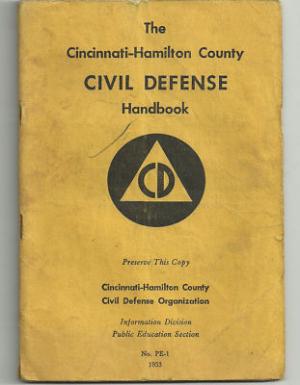 The
Cincinnati-Hamilton County
CIVIL DEFENSE
Handbook
CD
Preserve This Copy
Cincinnati-Hamilton County
Civil Defense Organization
Information Division
Public Education Section
No. PE-1
1953